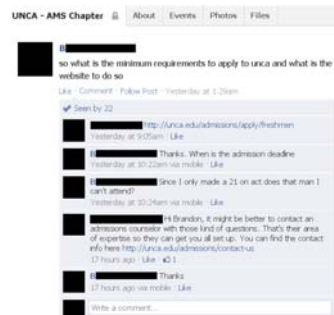 UNCA - AMS Chapter About Events Photos Files
B
so what is the minimum requirements to apply to unca and what is the
website to do so
Like · Comment · Follow Post · Yesterday at 1:29am
Seen by 22
http://unca.edu/admissions/apply/freshmen
Yesterday at 9:05am · Like
B Thanks. When is the admission deadline
Yesterday at 10:22am via mobile · Like
B Since I only made a 21 on act does that man I
can't attend?
Yesterday at 10:24am via mobile · Like
Hi Brandon, it might be better to contact an
admissions counselor with those kind of questions. That's their area
of expertise so they can get you all set up. You can find the contact
info here http://unca.edu/admissions/contact-us
17 hours ago · Like · 1
B Thanks
17 hours ago via mobile · Like
Write a comment...